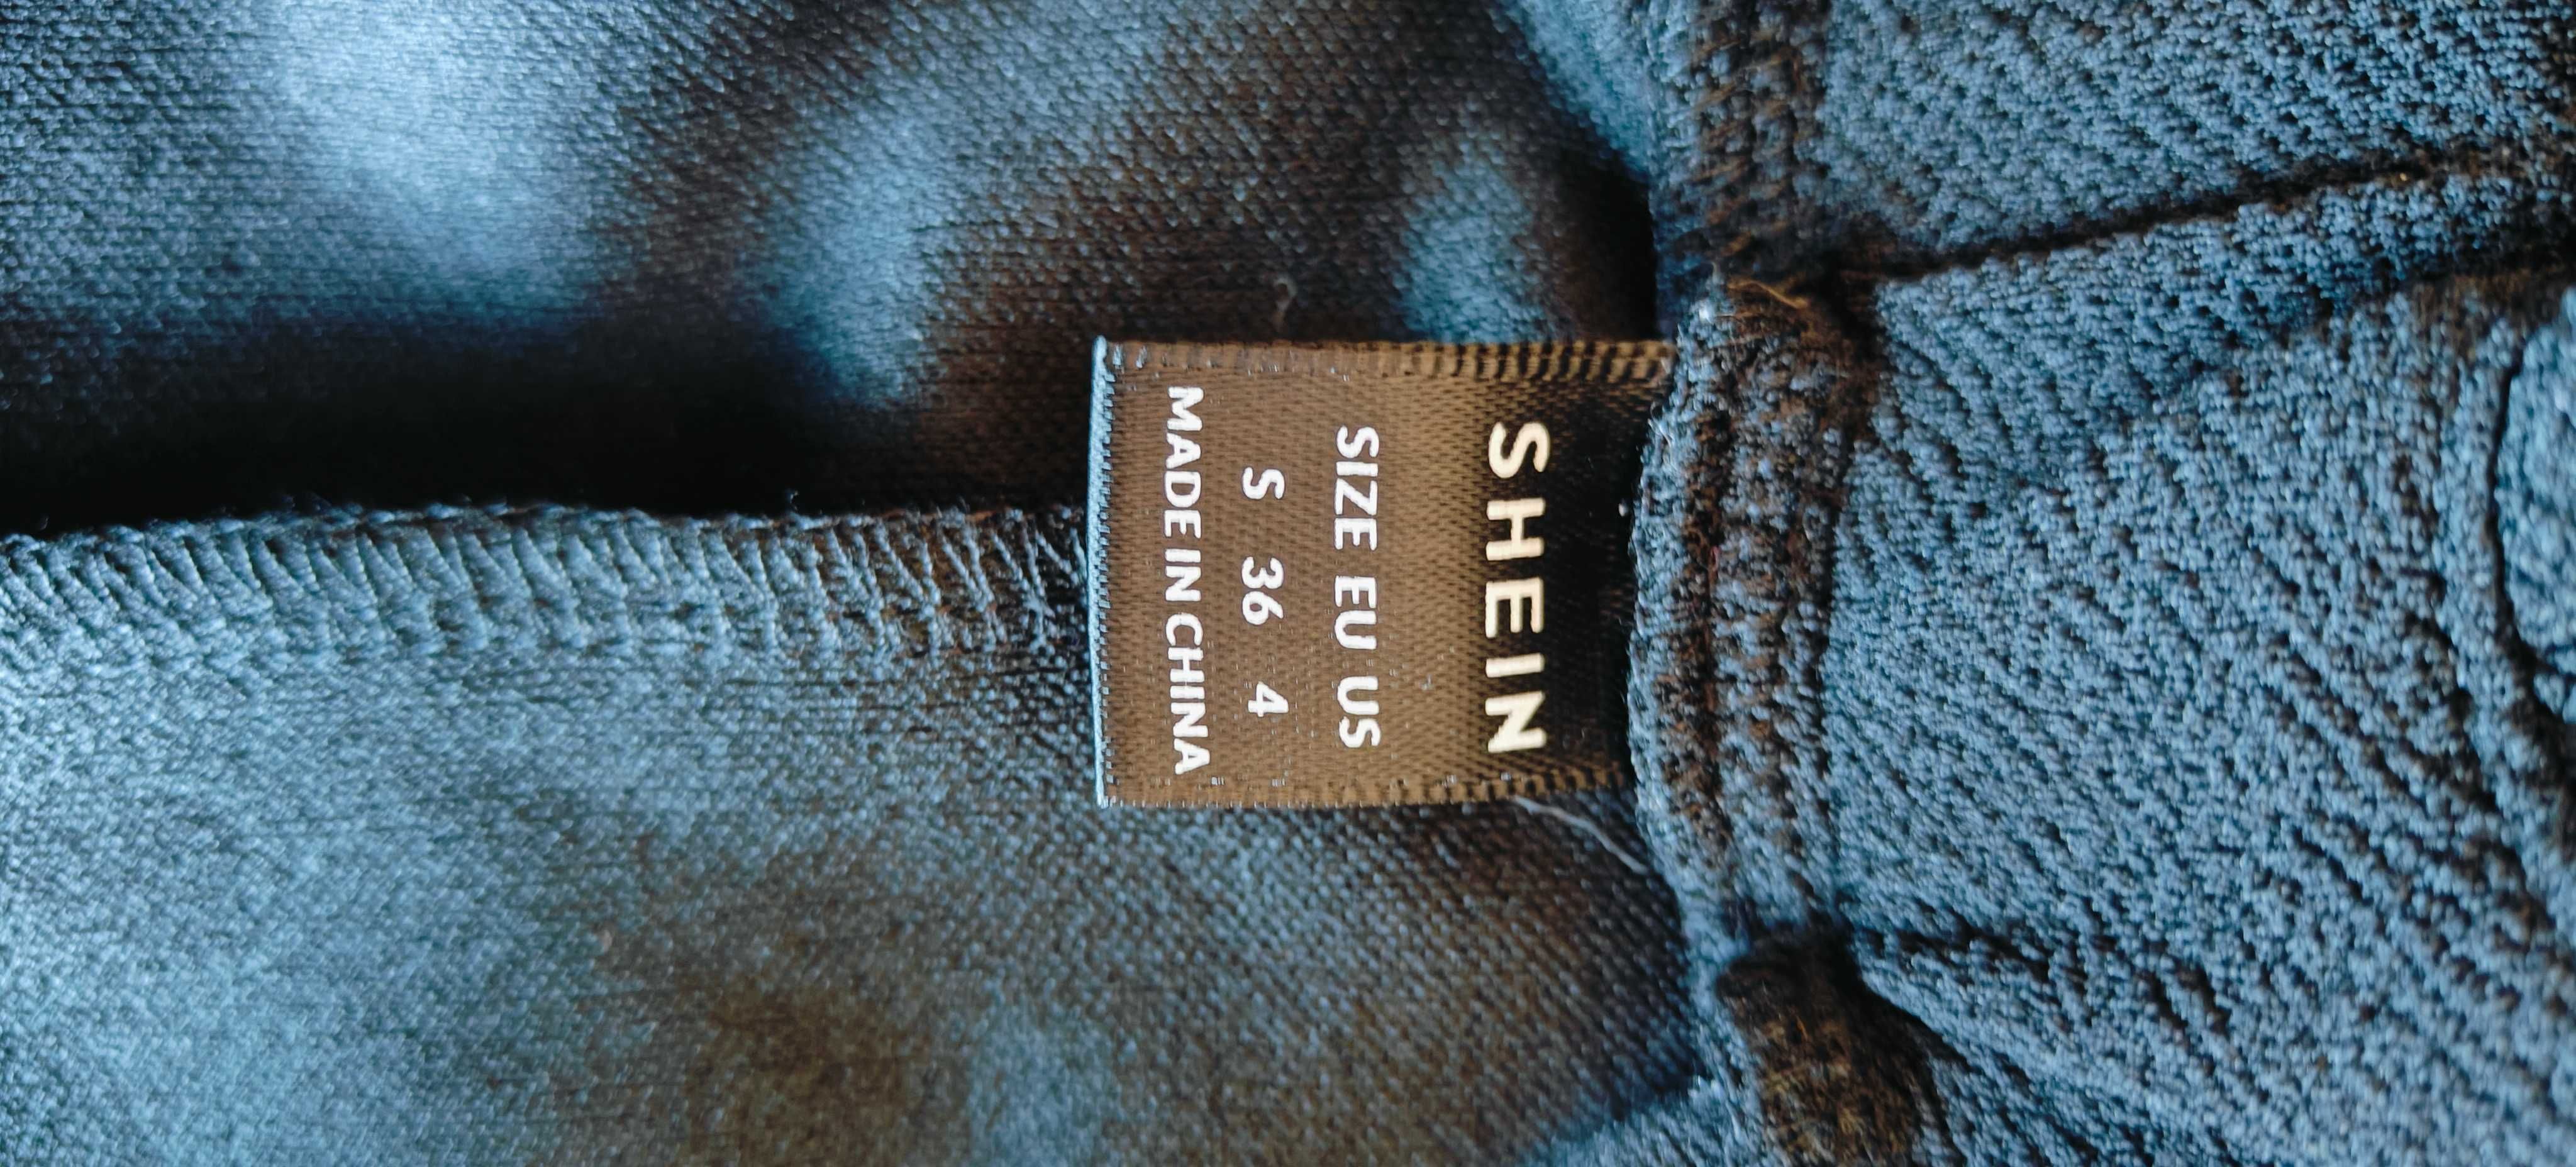 SHEIN
SIZE EU US
S 36 4
MADE IN CHINA